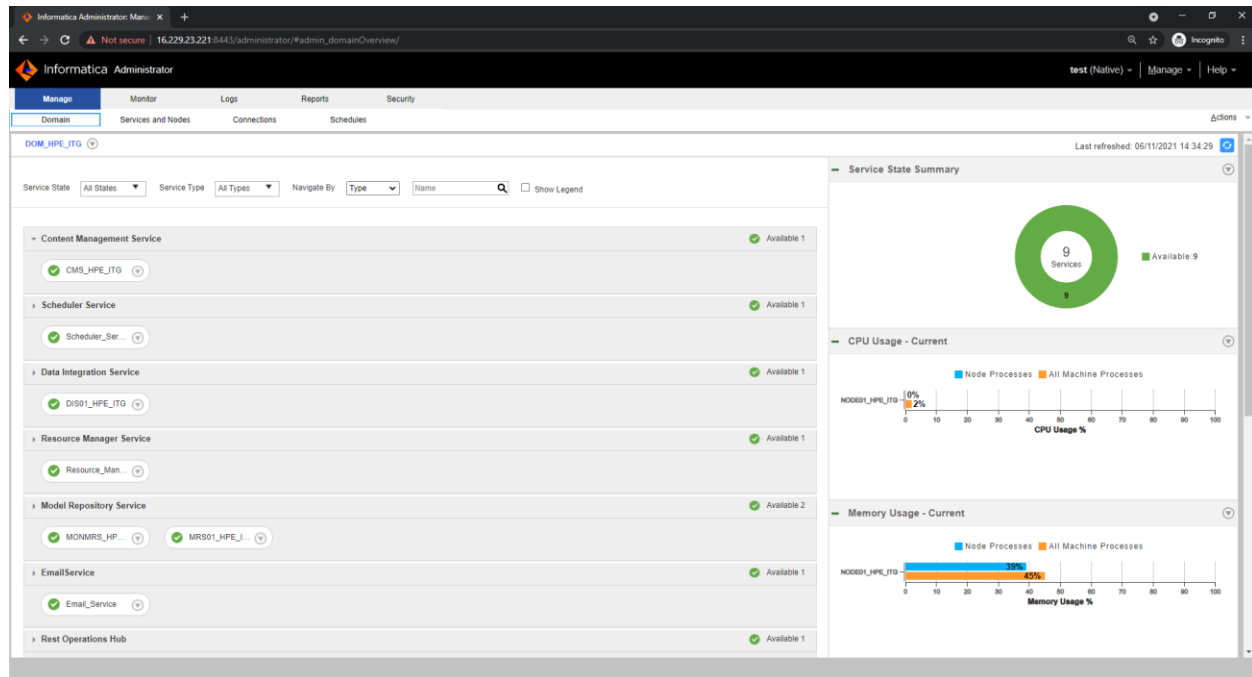 Informatica Administrator: Mana
Not secure | 16.229.23.221:8443/administrator/#admin_domainOverview/
Incognito
Informatica Administrator
test (Native)
Manage
Help
Manage Monitor Logs Reports Security
Domain Services and Nodes Connections Schedules
Actions
DOM_HPE_ITG
Last refreshed: 06/11/2021 14:34:29
Service State All States Service Type All Types Navigate By Type Name Show Legend
Content Management Service Available 1
CMS_HPE_ITG
Scheduler Service Available 1
Scheduler_Ser...
Data Integration Service Available 1
DIS01_HPE_ITG
Resource Manager Service Available 1
Resource_Man...
Model Repository Service Available 2
MONMRS_HP... MRS01_HPE_I...
EmailService Available 1
Email_Service
Rest Operations Hub Available 1
Service State Summary
9
Services
9
Available:9
CPU Usage - Current
Node Processes All Machine Processes
NODE01_HPE_ITG
0%
2%
0 10 20 30 40 50 60 70 80 90 100
CPU Usage %
Memory Usage - Current
Node Processes All Machine Processes
NODE01_HPE_ITG
39%
45%
0 10 20 30 40 50 60 70 80 90 100
Memory Usage %